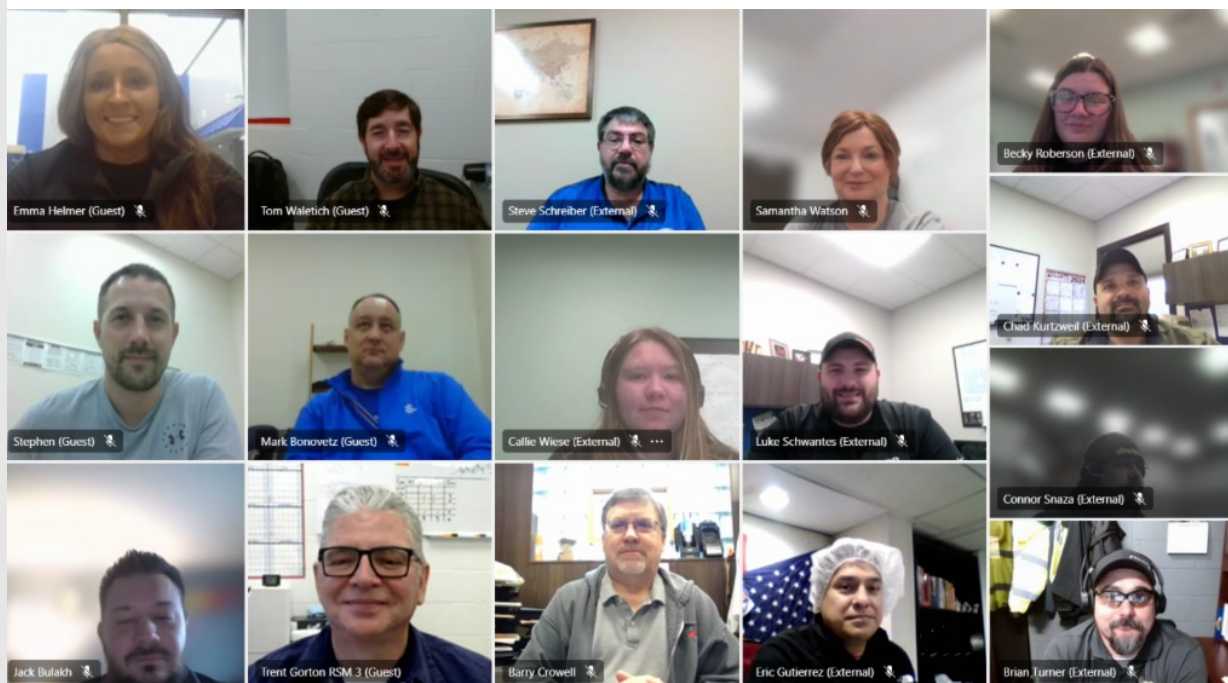 Emma Helmer (Guest)
Tom Waletich (Guest)
Steve Schreiber (External)
Samantha Watson
Becky Roberson (External)
Chad Kurtzweil (External)
Stephen (Guest)
Mark Bonovetz (Guest)
Callie Wiese (External)
Luke Schwantes (External)
Connor Snaza (External)
Jack Bulakh
Trent Gorton RSM 3 (Guest)
Barry Crowell
Eric Gutierrez (External)
Brian Turner (External)